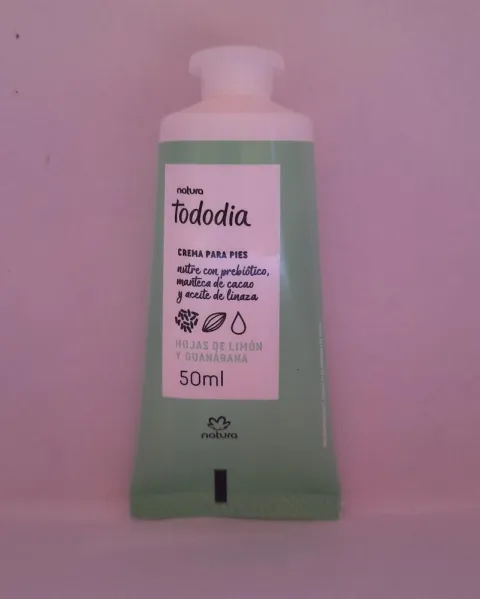 natura
tododia
CREMA PARA PIES
nutre con prebiótico,
manteca de cacao
y aceite de linaza
HOJAS DE LIMÓN
Y GUANÁBANA
50ml
natura